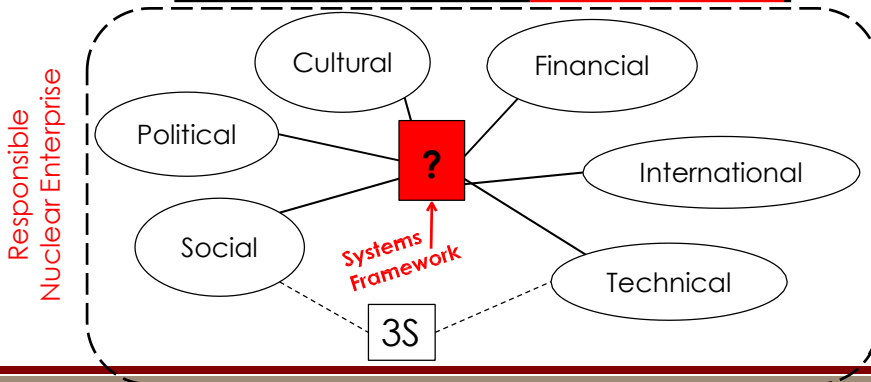 Responsible
Nuclear Enterprise
Cultural
Financial
Political
?
International
Social
Systems
Framework
Technical
3S